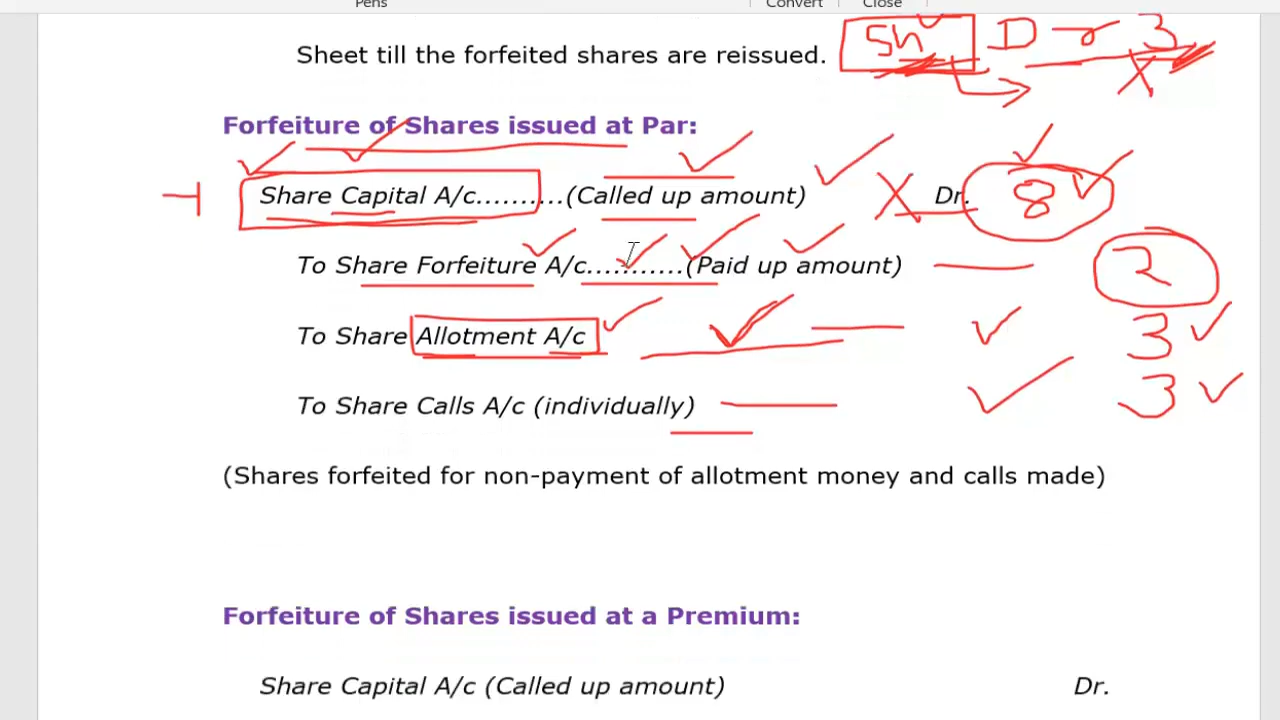 Pens Convert Close
Sheet till the forfeited shares are reissued. Sh D 3
Forfeiture of Shares issued at Par:
Share Capital A/c..........(Called up amount) Dr. 8
To Share Forfeiture A/c...........(Paid up amount) 2
To Share Allotment A/c 3
To Share Calls A/c (individually) 3
(Shares forfeited for non-payment of allotment money and calls made)
Forfeiture of Shares issued at a Premium:
Share Capital A/c (Called up amount) Dr.